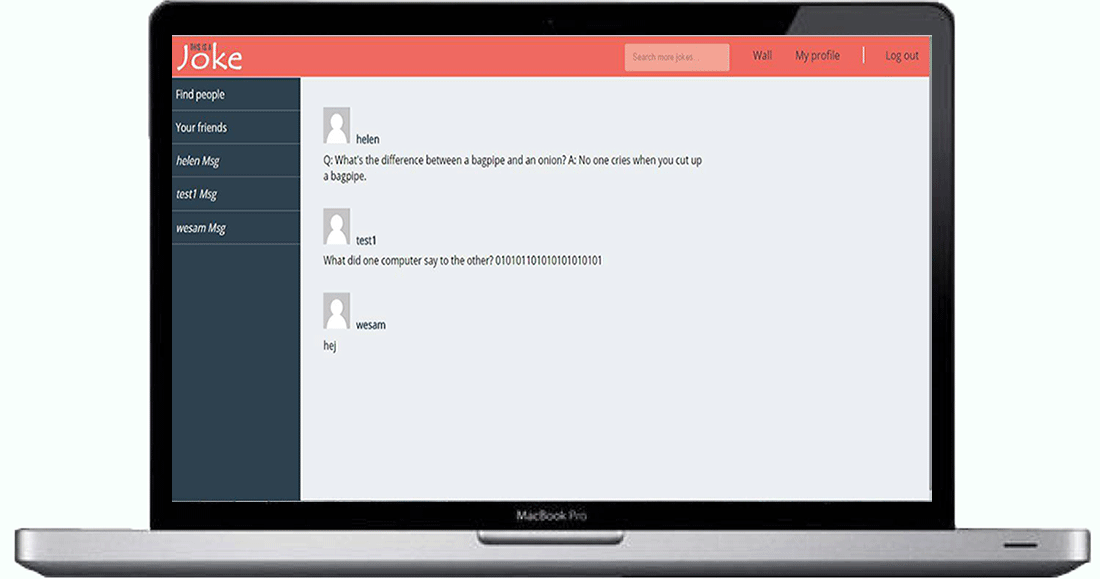 THIS IS A
Joke
Search more jokes...
Wall
My profile
Log out
Find people
Your friends
helen Msg
test1 Msg
wesam Msg
helen
Q: What's the difference between a bagpipe and an onion? A: No one cries when you cut up
a bagpipe.
test1
What did one computer say to the other? 010101101010101010101
wesam
hej
MacBook Pro